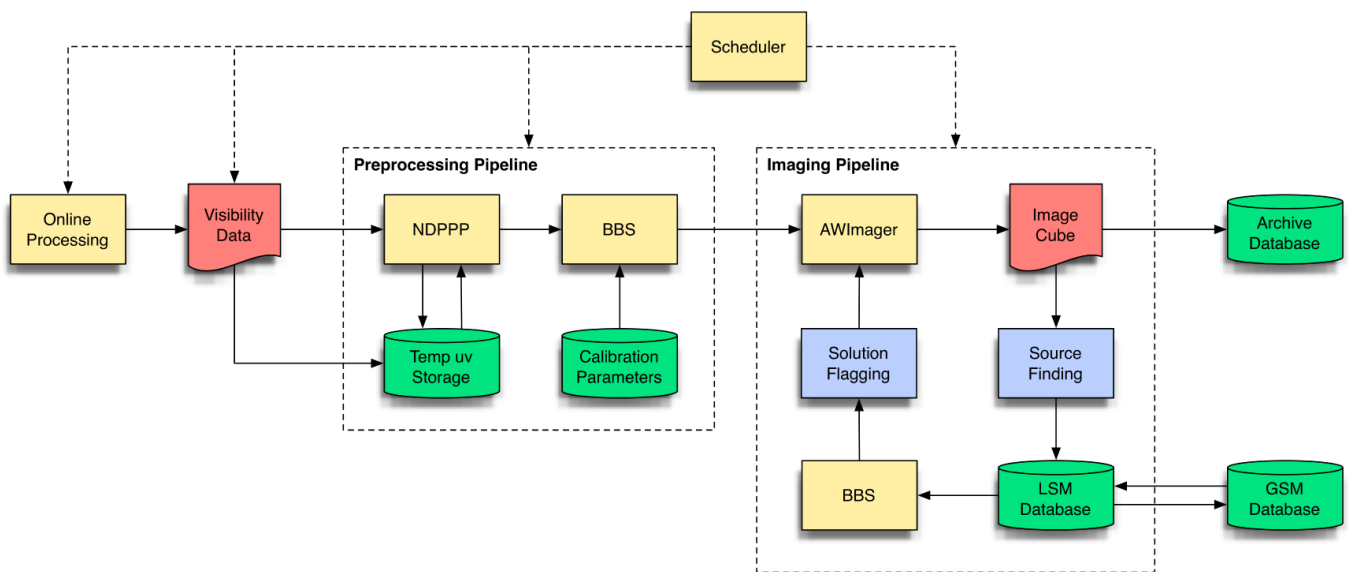 Scheduler
Preprocessing Pipeline
Imaging Pipeline
Online
Processing
Visibility
Data
NDPPP
BBS
AWImager
Image
Cube
Archive
Database
Temp uv
Storage
Calibration
Parameters
Solution
Flagging
Source
Finding
BBS
LSM
Database
GSM
Database